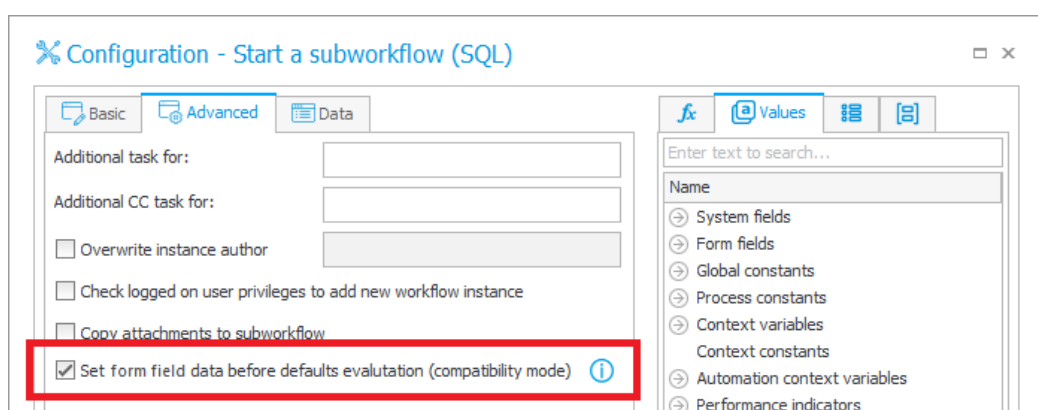 Configuration - Start a subworkflow (SQL)
Basic
Advanced
Data
Additional task for:
Additional CC task for:
Overwrite instance author
Check logged on user privileges to add new workflow instance
Copy attachments to subworkflow
Set form field data before defaults evalutation (compatibility mode)
fx
Values
Enter text to search...
Name
System fields
Form fields
Global constants
Process constants
Context variables
Context constants
Automation context variables
Performance indicators